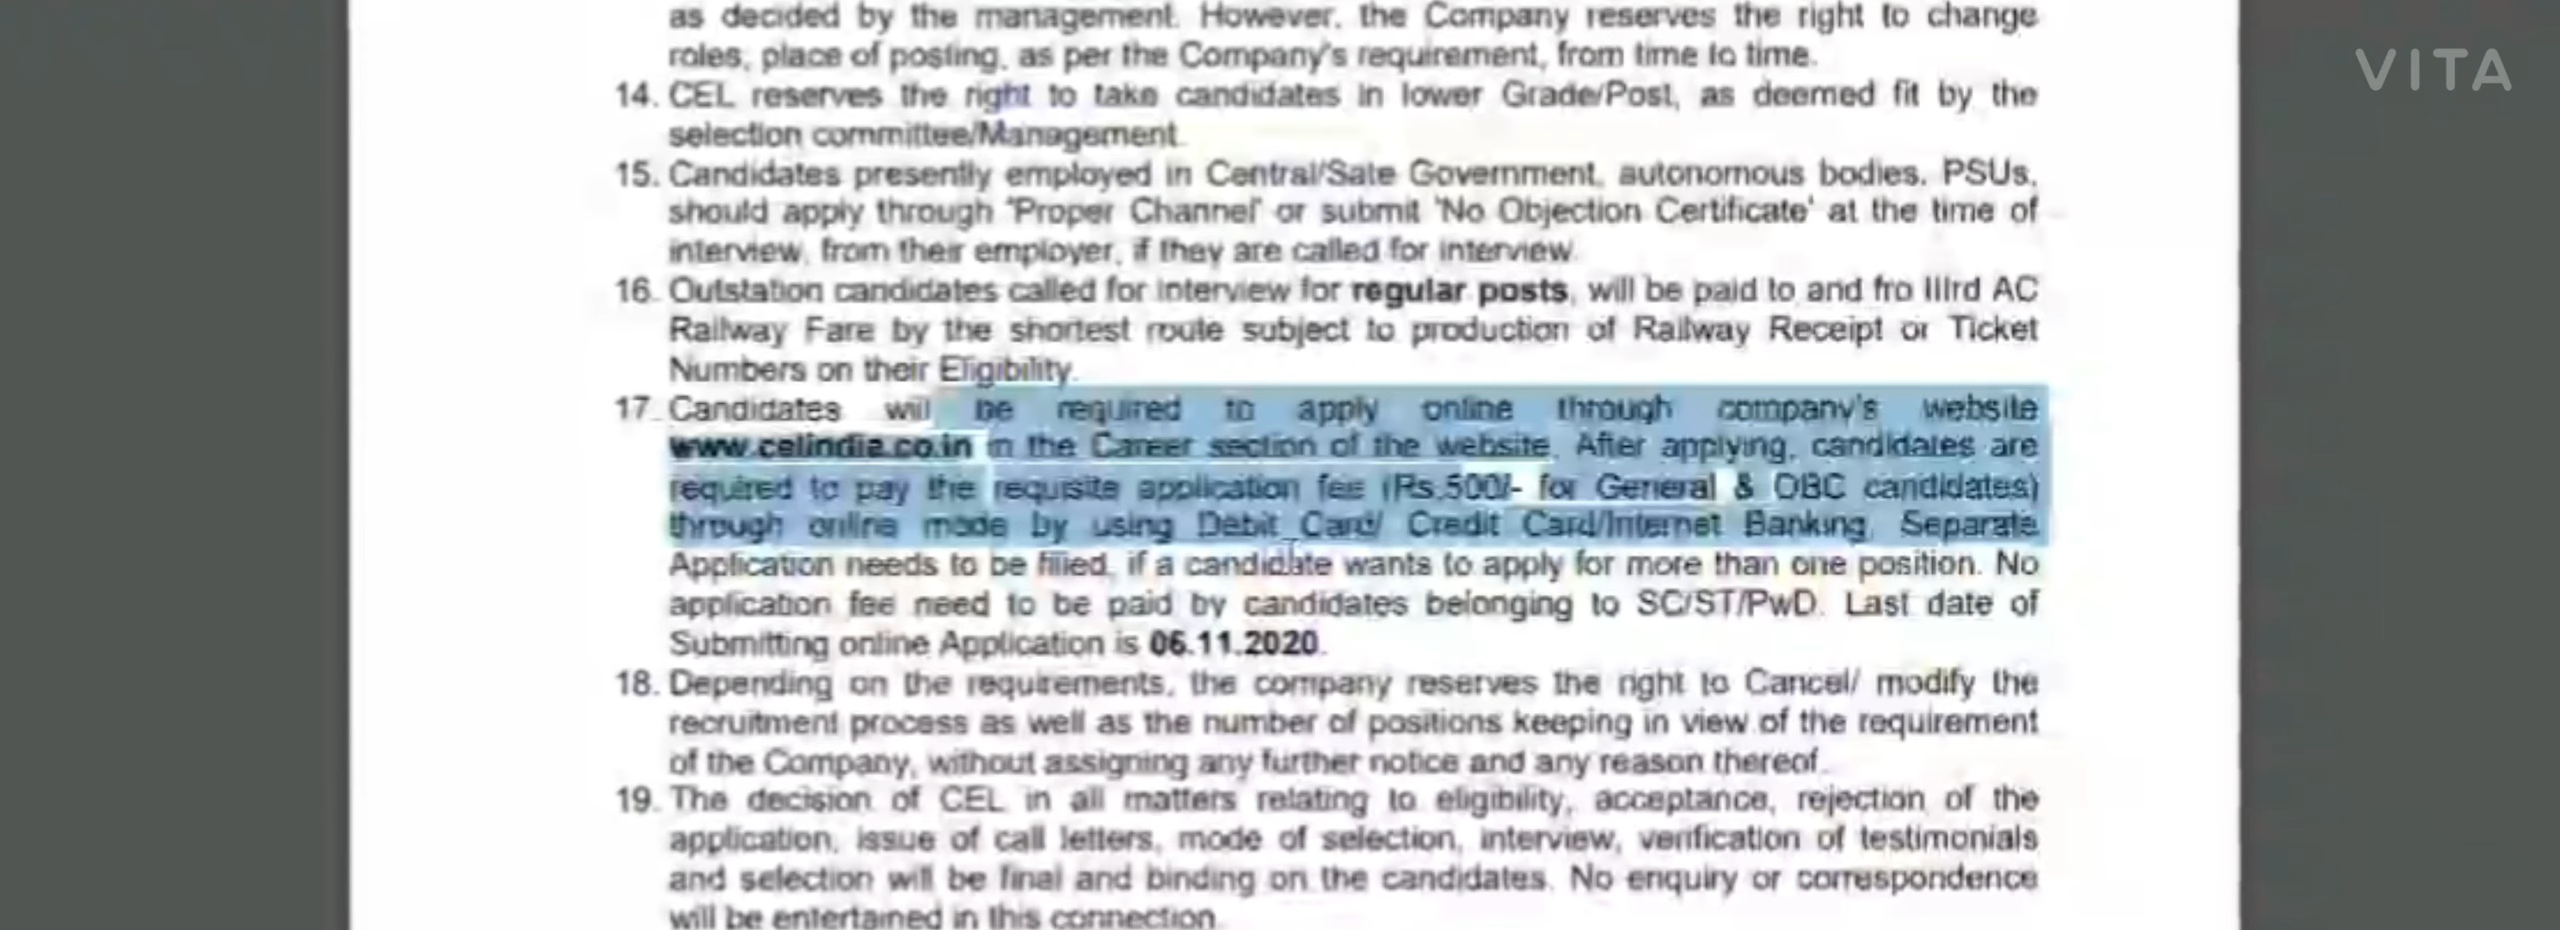 as decided by the management. However, the Company reserves the right to change
roles, place of posting, as per the Company's requirement, from time to time.
14. CEL reserves the right to take candidates in lower Grade/Post, as deemed fit by the
selection committee/Management.
15. Candidates presently employed in Central/Sate Government, autonomous bodies, PSUs,
should apply through 'Proper Channel' or submit 'No Objection Certificate' at the time of
interview, from their employer, if they are called for interview.
16. Outstation candidates called for interview for regular posts, will be paid to and fro IIIrd AC
Railway Fare by the shortest route subject to production of Railway Receipt or Ticket
Numbers on their Eligibility.
17. Candidates will be required to apply online through company's website
www.celindia.co.in in the Career section of the website. After applying, candidates are
required to pay the requisite application fee (Rs.500/- for General & OBC candidates)
through online mode by using Debit Card/ Credit Card/Internet Banking. Separate
Application needs to be filled, if a candidate wants to apply for more than one position. No
application fee need to be paid by candidates belonging to SC/ST/PwD. Last date of
Submitting online Application is 06.11.2020.
18. Depending on the requirements, the company reserves the right to Cancel/ modify the
recruitment process as well as the number of positions keeping in view of the requirement
of the Company, without assigning any further notice and any reason thereof.
19. The decision of CEL in all matters relating to eligibility, acceptance, rejection of the
application, issue of call letters, mode of selection, interview, verification of testimonials
and selection will be final and binding on the candidates. No enquiry or correspondence
will be entertained in this connection.
VITA